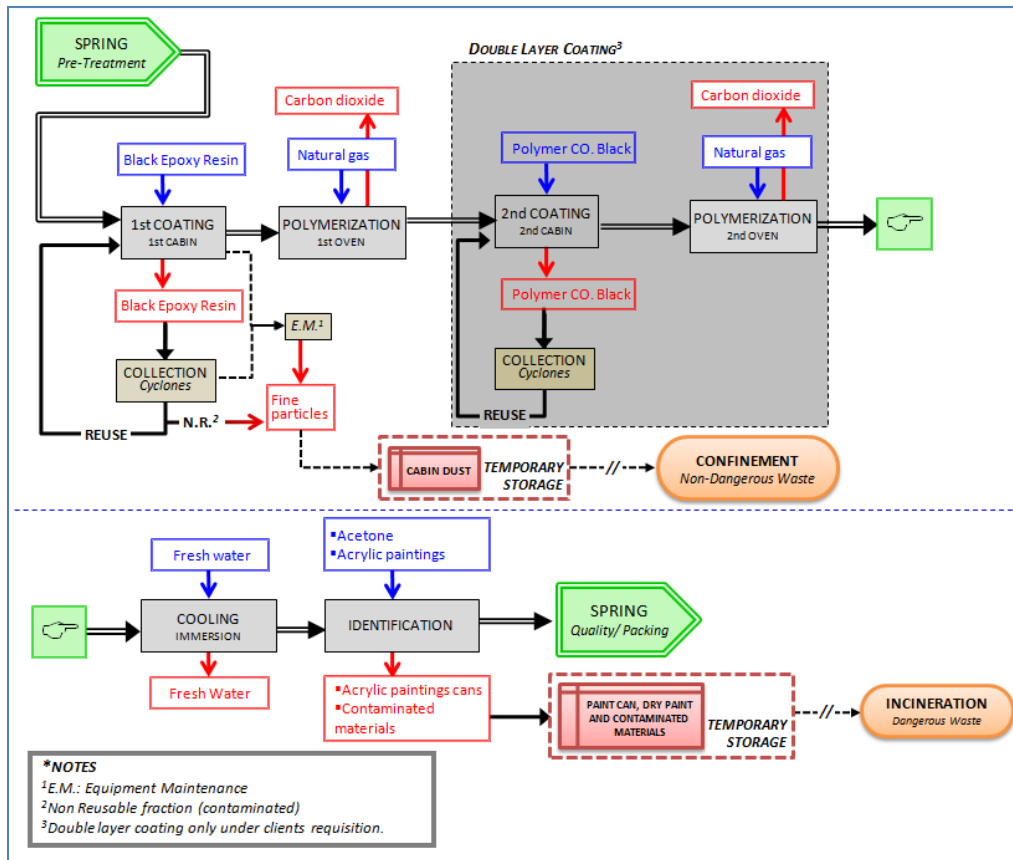 SPRING
Pre-Treatment
DOUBLE LAYER COATING³
Carbon dioxide
Carbon dioxide
Black Epoxy Resin
Natural gas
Polymer CO. Black
Natural gas
1st COATING
1st CABIN
POLYMERIZATION
1st OVEN
2nd COATING
2nd CABIN
POLYMERIZATION
2nd OVEN
Black Epoxy Resin
Polymer CO. Black
E.M.¹
COLLECTION
Cyclones
COLLECTION
Cyclones
REUSE
N.R.²
Fine
particles
REUSE
CABIN DUST
TEMPORARY
STORAGE
//
CONFINEMENT
Non-Dangerous Waste
Fresh water
▪Acetone
▪Acrylic paintings
COOLING
IMMERSION
IDENTIFICATION
SPRING
Quality/ Packing
Fresh Water
▪Acrylic paintings cans
▪Contaminated
materials
PAINT CAN, DRY PAINT
AND CONTAMINATED
MATERIALS
TEMPORARY
STORAGE
//
INCINERATION
Dangerous Waste
*NOTES
¹E.M.: Equipment Maintenance
²Non Reusable fraction (contaminated)
³Double layer coating only under clients requisition.